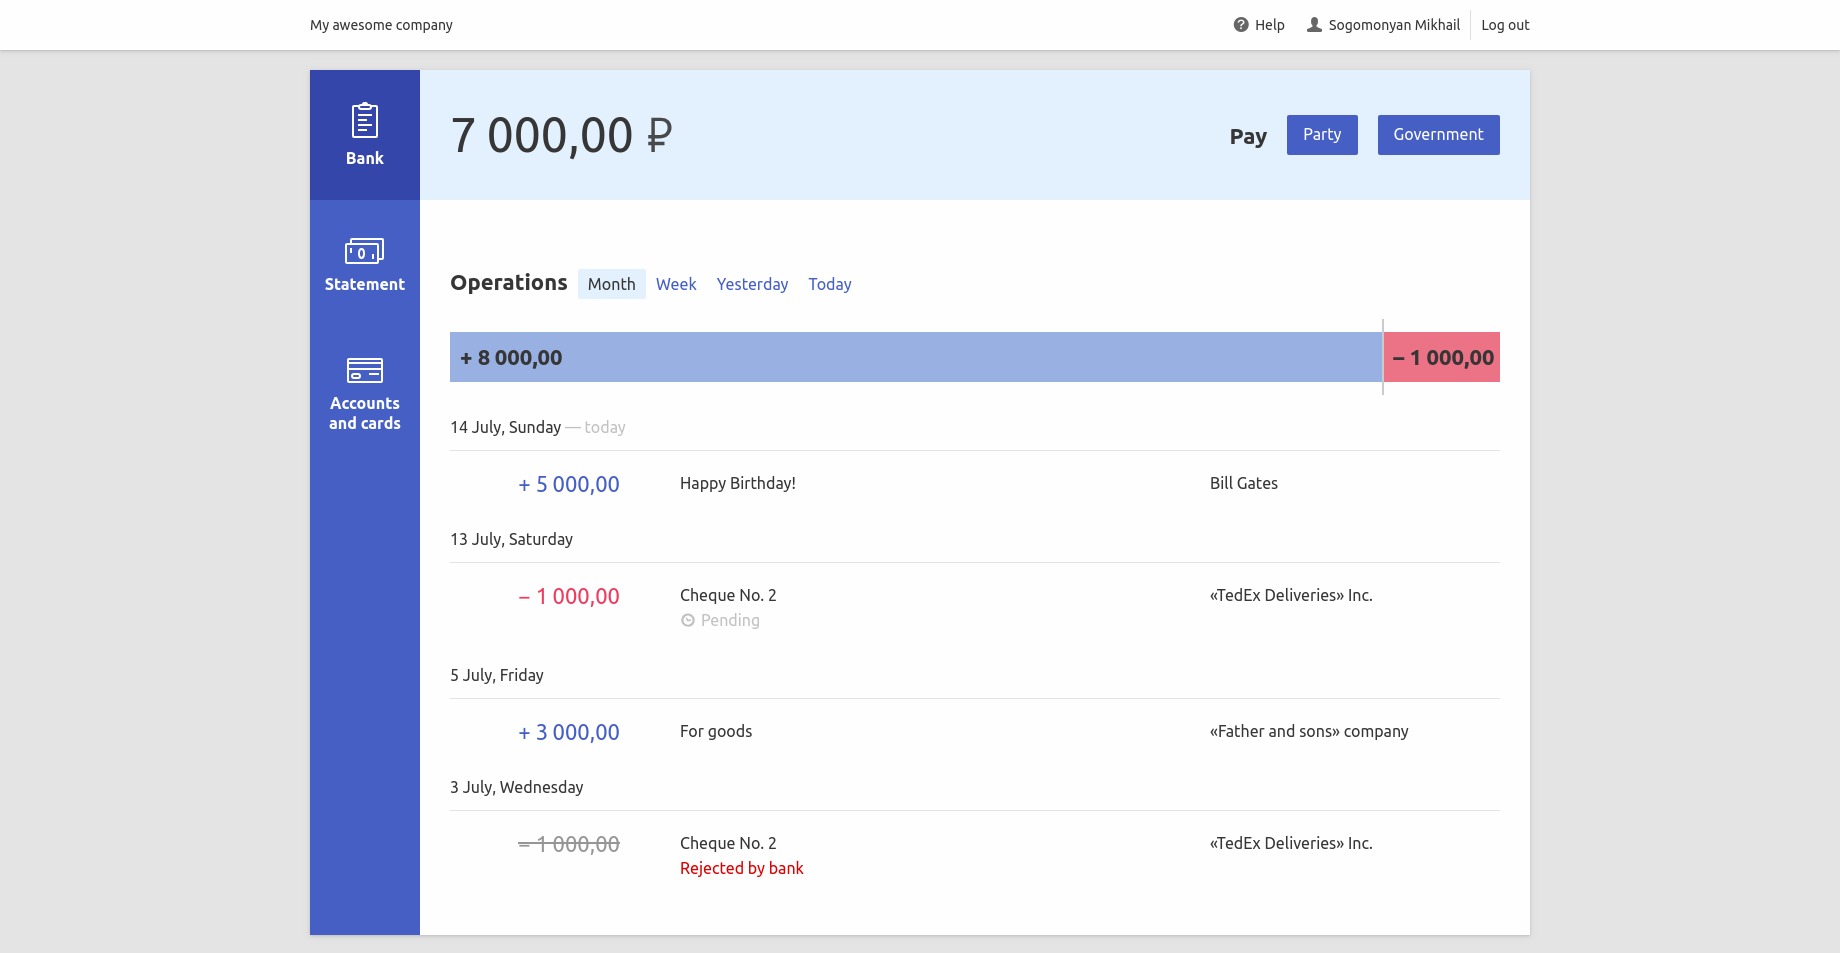 My awesome company
Help
Sogomonyan Mikhail
Log out
Bank
7 000,00 ₽
Pay
Party
Government
Statement
Accounts
and cards
Operations
Month
Week
Yesterday
Today
+ 8 000,00
– 1 000,00
14 July, Sunday — today
+ 5 000,00
Happy Birthday!
Bill Gates
13 July, Saturday
– 1 000,00
Cheque No. 2
«TedEx Deliveries» Inc.
Pending
5 July, Friday
+ 3 000,00
For goods
«Father and sons» company
3 July, Wednesday
– 1 000,00
Cheque No. 2
«TedEx Deliveries» Inc.
Rejected by bank